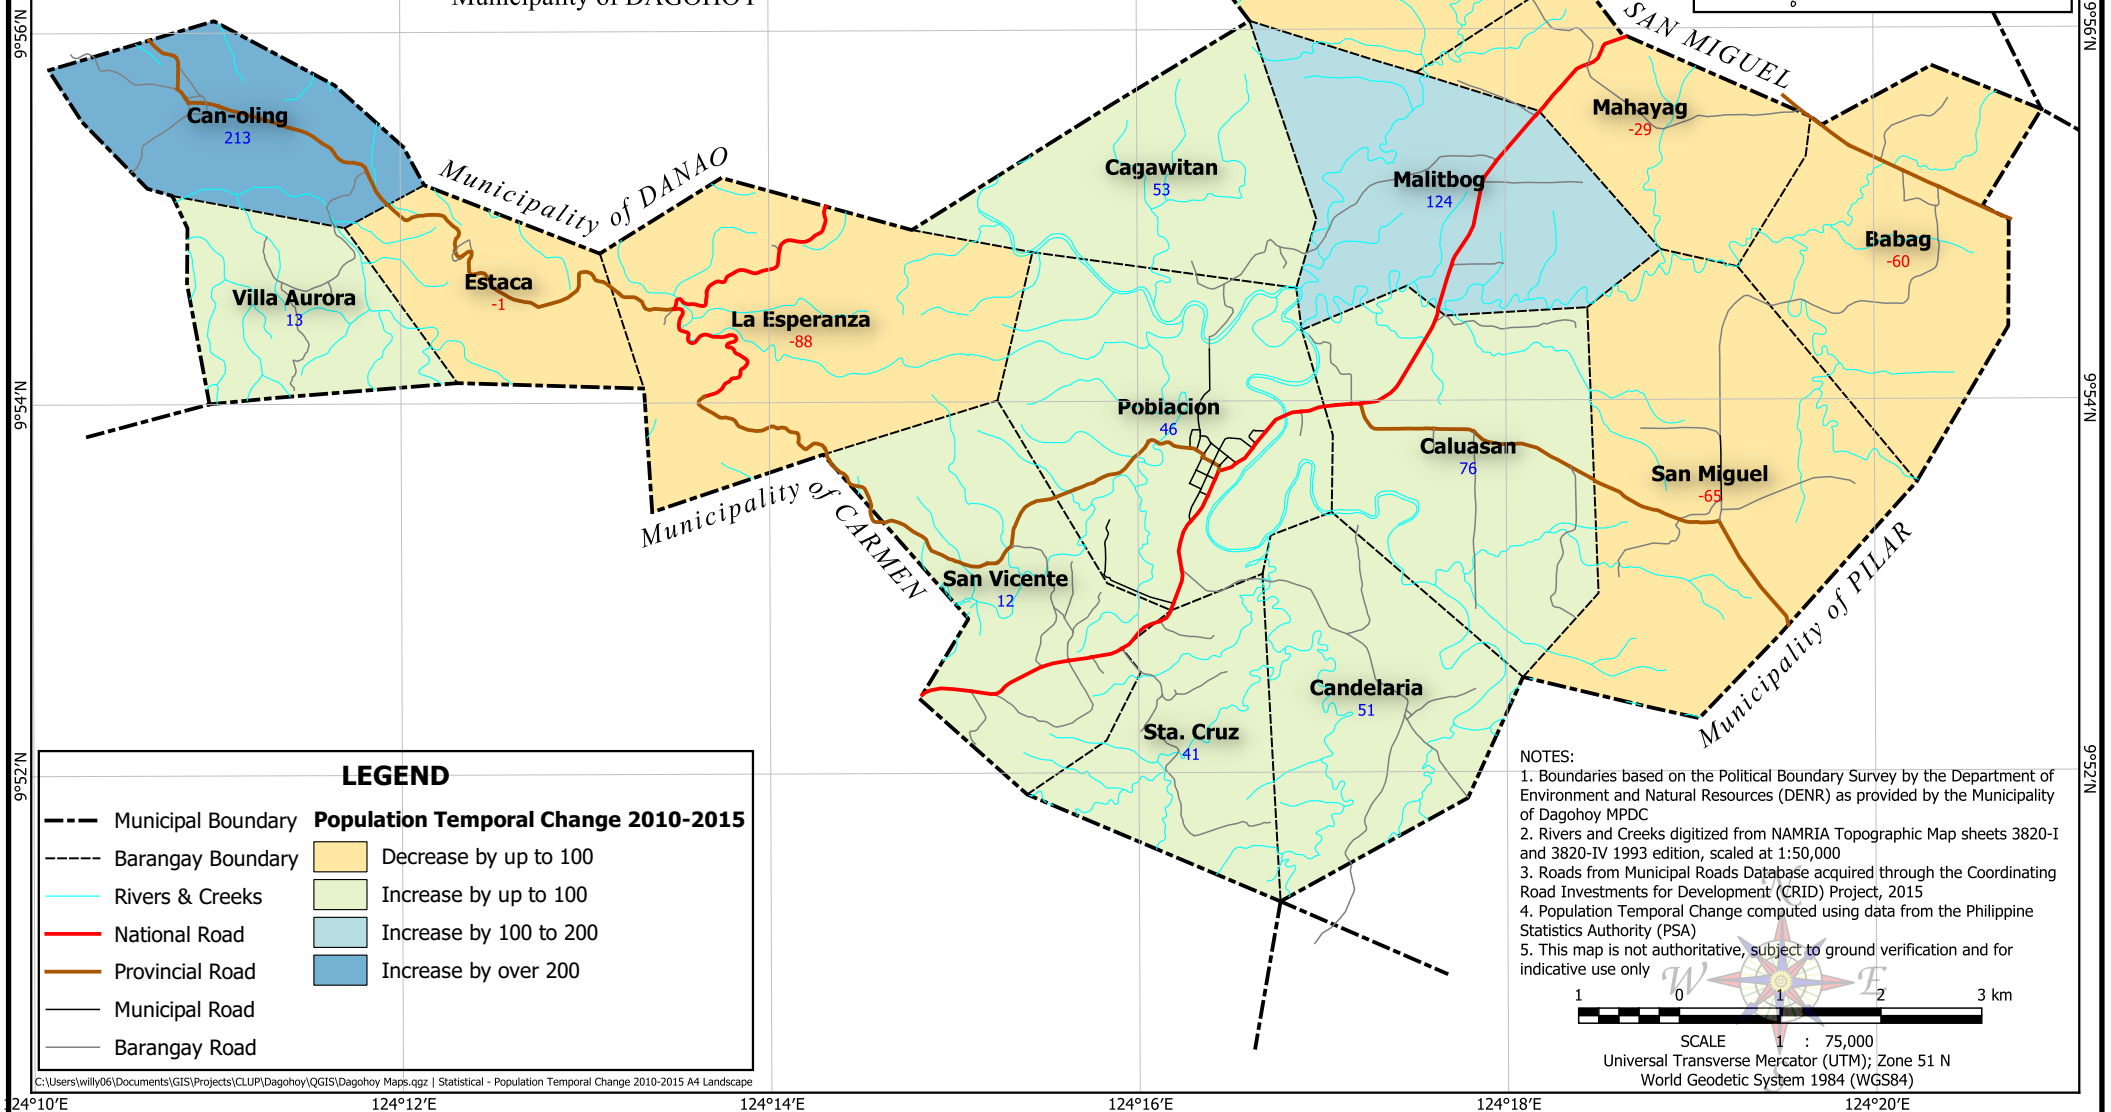 Municipality of DAGOHOY
9°56'N
9°56'N
SAN MIGUEL
Can-oling
213
Mahayag
-29
Municipality of DANAO
Cagawitan
53
Malitbog
124
Babag
-60
Estaca
-1
Villa Aurora
13
La Esperanza
-88
9°54'N
9°54'N
Poblacion
46
Caluasan
76
San Miguel
-65
Municipality of CARMEN
San Vicente
12
Municipality of PILAR
Candelaria
51
Sta. Cruz
41
9°52'N
9°52'N
LEGEND
Municipal Boundary
Barangay Boundary
Rivers & Creeks
National Road
Provincial Road
Municipal Road
Barangay Road
Population Temporal Change 2010-2015
Decrease by up to 100
Increase by up to 100
Increase by 100 to 200
Increase by over 200
C:\Users\willy06\Documents\GIS\Projects\CLUP\Dagohoy\QGIS\Dagohoy Maps.qgz | Statistical - Population Temporal Change 2010-2015 A4 Landscape
NOTES:
1. Boundaries based on the Political Boundary Survey by the Department of
Environment and Natural Resources (DENR) as provided by the Municipality
of Dagohoy MPDC
2. Rivers and Creeks digitized from NAMRIA Topographic Map sheets 3820-I
and 3820-IV 1993 edition, scaled at 1:50,000
3. Roads from Municipal Roads Database acquired through the Coordinating
Road Investments for Development (CRID) Project, 2015
4. Population Temporal Change computed using data from the Philippine
Statistics Authority (PSA)
5. This map is not authoritative, subject to ground verification and for
indicative use only
W E
1 0 1 2 3 km
SCALE 1 : 75,000
Universal Transverse Mercator (UTM); Zone 51 N
World Geodetic System 1984 (WGS84)
124°10'E 124°12'E 124°14'E 124°16'E 124°18'E 124°20'E